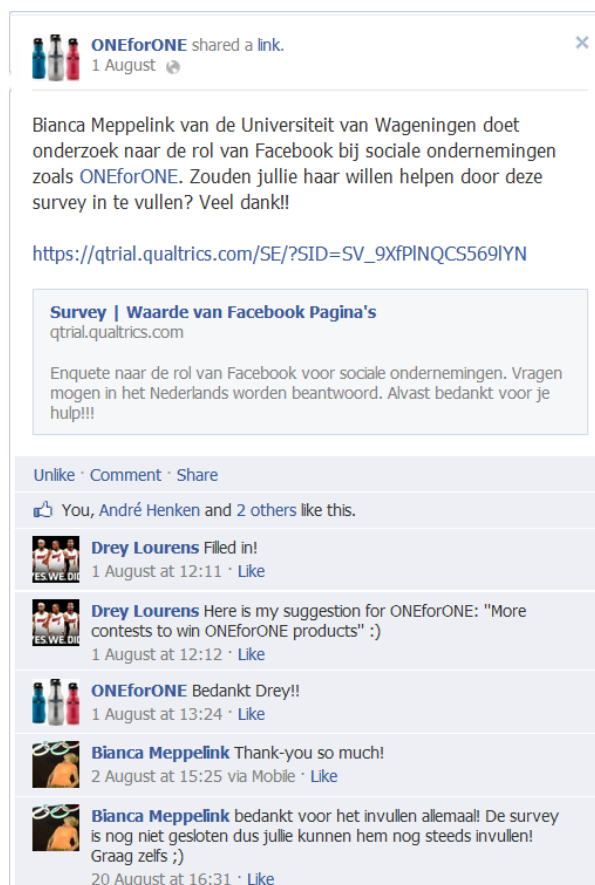 ONEforONE shared a link.
1 August
Bianca Meppelink van de Universiteit van Wageningen doet
onderzoek naar de rol van Facebook bij sociale ondernemingen
zoals ONEforONE. Zouden jullie haar willen helpen door deze
survey in te vullen? Veel dank!!
https://qtrial.qualtrics.com/SE/?SID=SV_9XfPlNQCS569lYN
Survey | Waarde van Facebook Pagina's
qtrial.qualtrics.com
Enquete naar de rol van Facebook voor sociale ondernemingen. Vragen
mogen in het Nederlands worden beantwoord. Alvast bedankt voor je
hulp!!!
Unlike · Comment · Share
You, André Henken and 2 others like this.
Drey Lourens Filled in!
1 August at 12:11 · Like
YES.WE.DID
Drey Lourens Here is my suggestion for ONEforONE: "More
contests to win ONEforONE products" :)
1 August at 12:12 · Like
YES.WE.DID
ONEforONE Bedankt Drey!!
1 August at 13:24 · Like
Bianca Meppelink Thank-you so much!
2 August at 15:25 via Mobile · Like
Bianca Meppelink bedankt voor het invullen allemaal! De survey
is nog niet gesloten dus jullie kunnen hem nog steeds invullen!
Graag zelfs ;)
20 August at 16:31 · Like